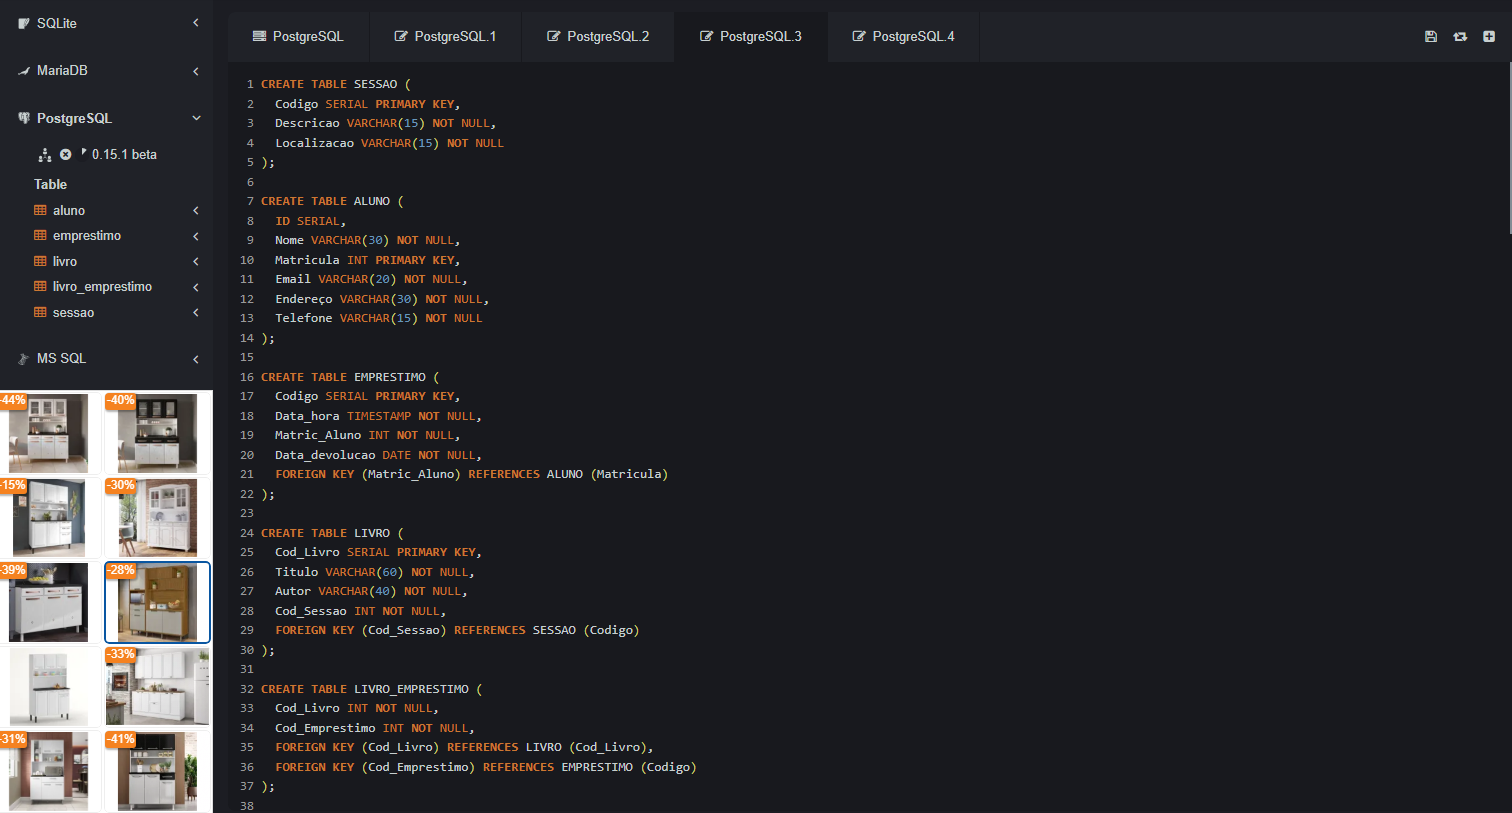 SQLite
MariaDB
PostgreSQL
0.15.1 beta
Table
aluno
emprestimo
livro
livro_emprestimo
sessao
MS SQL
-44%
-40%
-15%
-30%
-39%
-28%
-33%
-31%
-41%
PostgreSQL
PostgreSQL.1
PostgreSQL.2
PostgreSQL.3
PostgreSQL.4
1 CREATE TABLE SESSAO (
2 Codigo SERIAL PRIMARY KEY,
3 Descricao VARCHAR(15) NOT NULL,
4 Localizacao VARCHAR(15) NOT NULL
5 );
6
7 CREATE TABLE ALUNO (
8 ID SERIAL,
9 Nome VARCHAR(30) NOT NULL,
10 Matricula INT PRIMARY KEY,
11 Email VARCHAR(20) NOT NULL,
12 Endereço VARCHAR(30) NOT NULL,
13 Telefone VARCHAR(15) NOT NULL
14 );
15
16 CREATE TABLE EMPRESTIMO (
17 Codigo SERIAL PRIMARY KEY,
18 Data_hora TIMESTAMP NOT NULL,
19 Matric_Aluno INT NOT NULL,
20 Data_devolucao DATE NOT NULL,
21 FOREIGN KEY (Matric_Aluno) REFERENCES ALUNO (Matricula)
22 );
23
24 CREATE TABLE LIVRO (
25 Cod_Livro SERIAL PRIMARY KEY,
26 Titulo VARCHAR(60) NOT NULL,
27 Autor VARCHAR(40) NOT NULL,
28 Cod_Sessao INT NOT NULL,
29 FOREIGN KEY (Cod_Sessao) REFERENCES SESSAO (Codigo)
30 );
31
32 CREATE TABLE LIVRO_EMPRESTIMO (
33 Cod_Livro INT NOT NULL,
34 Cod_Emprestimo INT NOT NULL,
35 FOREIGN KEY (Cod_Livro) REFERENCES LIVRO (Cod_Livro),
36 FOREIGN KEY (Cod_Emprestimo) REFERENCES EMPRESTIMO (Codigo)
37 );
38